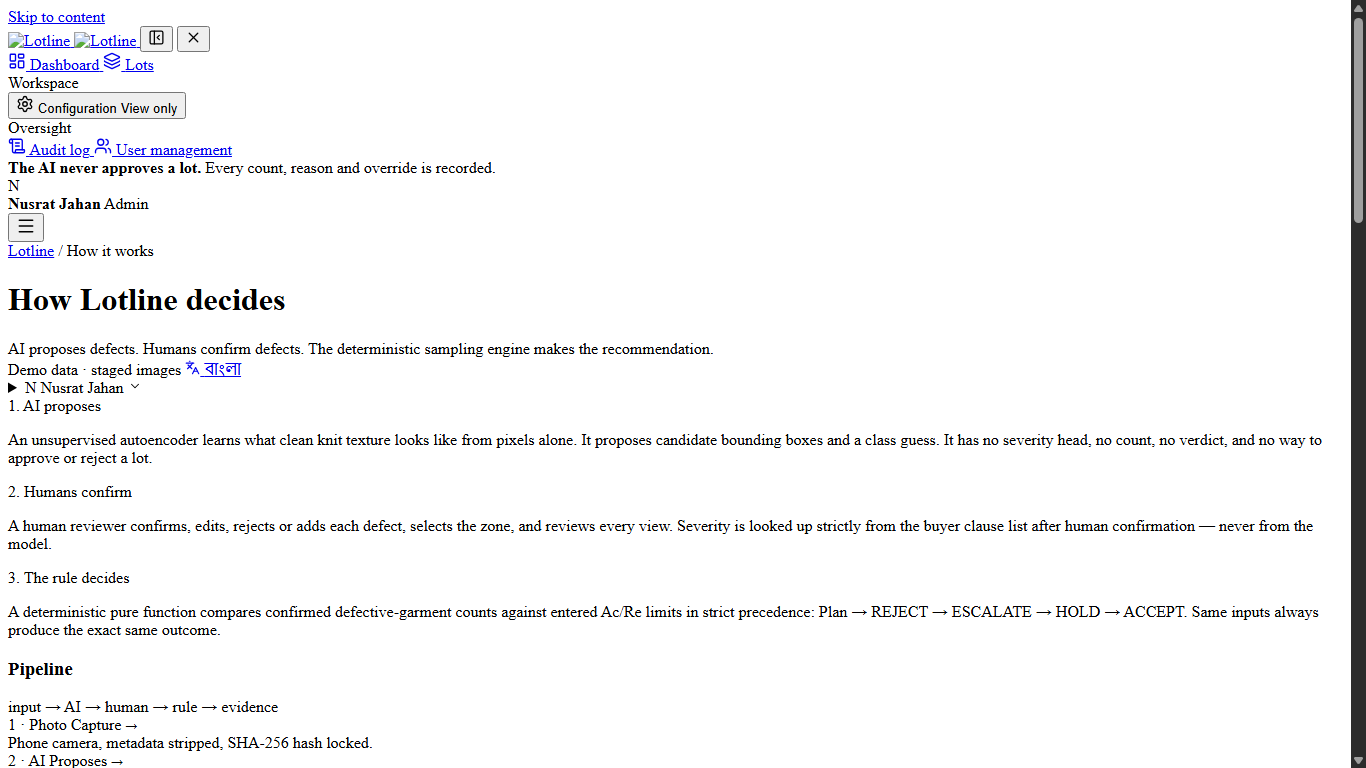 Skip to content
Lotline Lotline
Dashboard Lots
Workspace
Configuration View only
Oversight
Audit log User management
The AI never approves a lot. Every count, reason and override is recorded.
N
Nusrat Jahan Admin
Lotline / How it works
How Lotline decides
AI proposes defects. Humans confirm defects. The deterministic sampling engine makes the recommendation.
Demo data · staged images বাংলা
N Nusrat Jahan
1. AI proposes
An unsupervised autoencoder learns what clean knit texture looks like from pixels alone. It proposes candidate bounding boxes and a class guess. It has no severity head, no count, no verdict, and no way to
approve or reject a lot.
2. Humans confirm
A human reviewer confirms, edits, rejects or adds each defect, selects the zone, and reviews every view. Severity is looked up strictly from the buyer clause list after human confirmation — never from the
model.
3. The rule decides
A deterministic pure function compares confirmed defective-garment counts against entered Ac/Re limits in strict precedence: Plan → REJECT → ESCALATE → HOLD → ACCEPT. Same inputs always
produce the exact same outcome.
Pipeline
input → AI → human → rule → evidence
1 · Photo Capture →
Phone camera, metadata stripped, SHA-256 hash locked.
2 · AI Proposes →